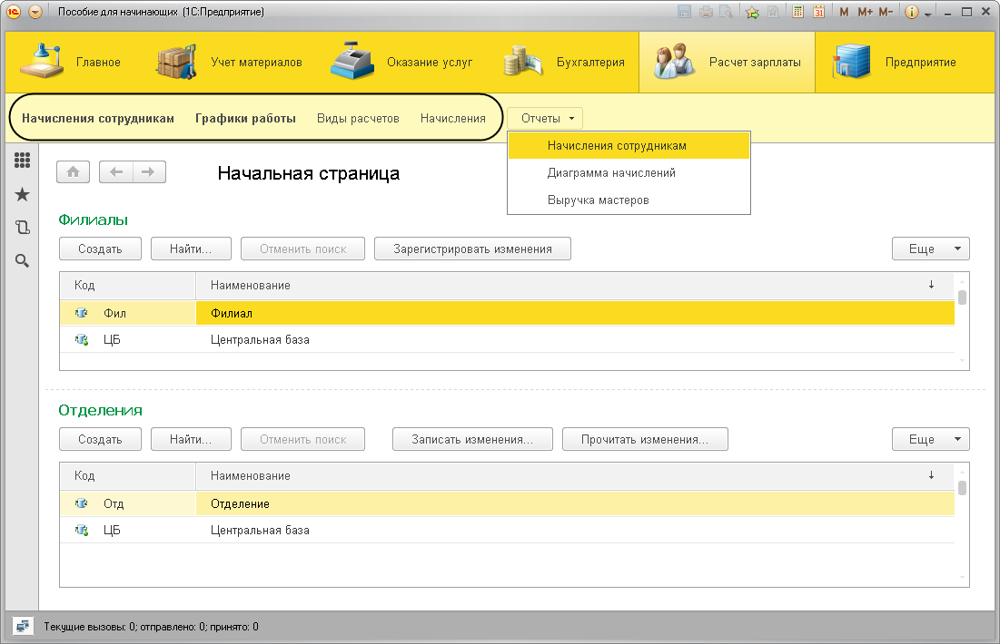 Пособие для начинающих (1С:Предприятие)
31 M M+ M-
Главное Учет материалов Оказание услуг Бухгалтерия Расчет зарплаты Предприятие
Начисления сотрудникам Графики работы Виды расчетов Начисления Отчеты
Начисления сотрудникам
Диаграмма начислений
Выручка мастеров
Начальная страница
Филиалы
Создать Найти... Отменить поиск Зарегистрировать изменения Еще
Код Наименование
Фил Филиал
ЦБ Центральная база
Отделения
Создать Найти... Отменить поиск Записать изменения... Прочитать изменения... Еще
Код Наименование
Отд Отделение
ЦБ Центральная база
Текущие вызовы: 0; отправлено: 0; принято: 0